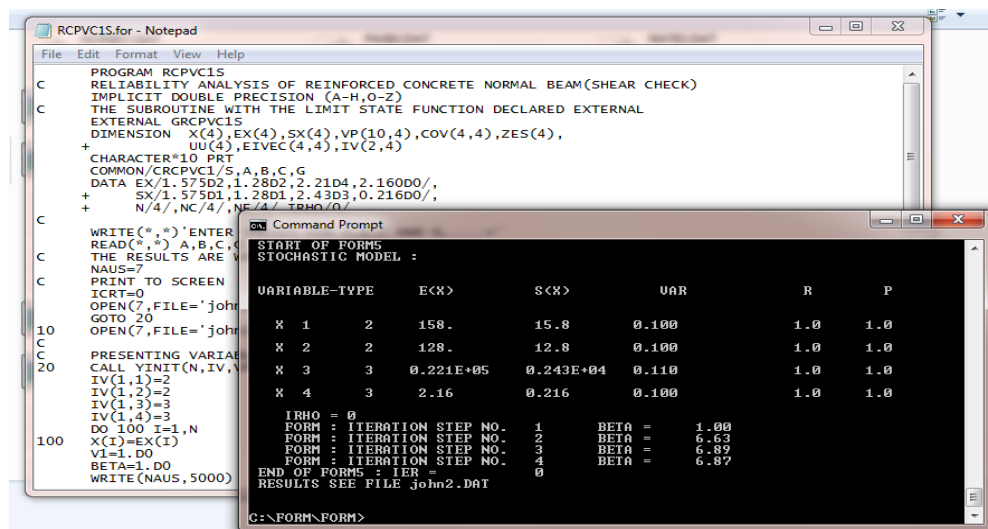 RCPVC1S.for - Notepad
File Edit Format View Help
PROGRAM RCPVC1S
C RELIABILITY ANALYSIS OF REINFORCED CONCRETE NORMAL BEAM(SHEAR CHECK)
IMPLICIT DOUBLE PRECISION (A-H,O-Z)
C THE SUBROUTINE WITH THE LIMIT STATE FUNCTION DECLARED EXTERNAL
EXTERNAL GRCPVC1S
DIMENSION X(4),EX(4),SX(4),VP(10,4),COV(4,4),ZES(4),
+ UU(4),EIVEC(4,4),IV(2,4)
CHARACTER*10 PRT
COMMON/CRCPVC1/S,A,B,C,G
DATA EX/1.575D2,1.28D2,2.21D4,2.160D0/,
+ SX/1.575D1,1.28D1,2.43D3,0.216D0/,
+ N/4/,NC/4/,NE/4/,IRHO/0/
C
WRITE(*,*)'ENTER
READ(*,*) A,B,C,
C THE RESULTS ARE
NAUS=7
C PRINT TO SCREEN
ICRT=0
OPEN(7,FILE='john
GOTO 20
10 OPEN(7,FILE='john
C
C PRESENTING VARIAB
20 CALL YINIT(N,IV,
IV(1,1)=2
IV(1,2)=2
IV(1,3)=3
IV(1,4)=3
DO 100 I=1,N
100 X(I)=EX(I)
V1=1.D0
BETA=1.D0
WRITE(NAUS,5000)
Command Prompt
START OF FORM5
STOCHASTIC MODEL :
VARIABLE-TYPE E(X) S(X) VAR R P
X 1 2 158. 15.8 0.100 1.0 1.0
X 2 2 128. 12.8 0.100 1.0 1.0
X 3 3 0.221E+05 0.243E+04 0.110 1.0 1.0
X 4 3 2.16 0.216 0.100 1.0 1.0
IRHO = 0
FORM : ITERATION STEP NO. 1 BETA = 1.00
FORM : ITERATION STEP NO. 2 BETA = 6.63
FORM : ITERATION STEP NO. 3 BETA = 6.89
FORM : ITERATION STEP NO. 4 BETA = 6.87
END OF FORM5 : IER = 0
RESULTS SEE FILE john2.DAT
C:\FORM\FORM>